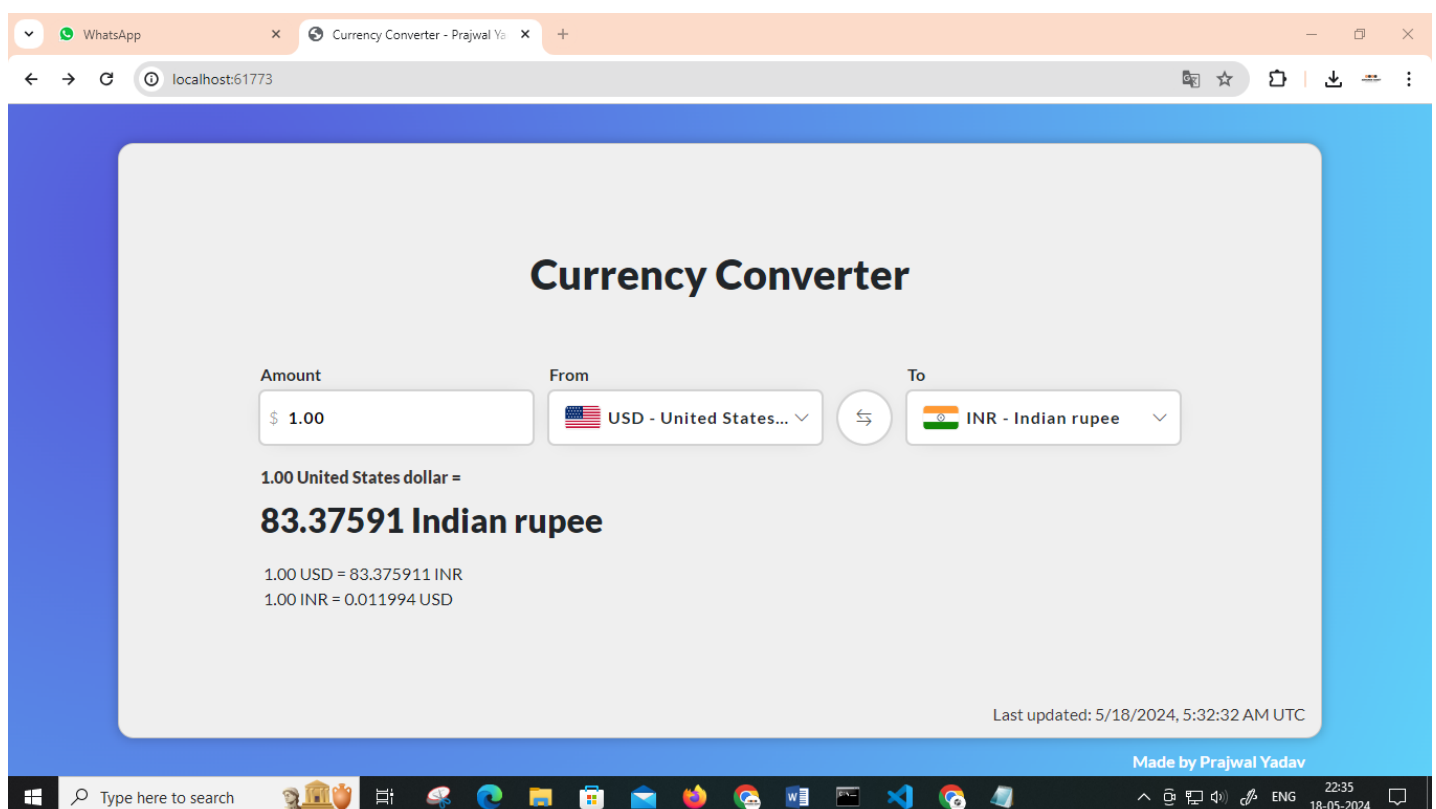 WhatsApp
Currency Converter - Prajwal Ya
localhost:61773
Currency Converter
Amount
From
To
$ 1.00
USD - United States...
INR - Indian rupee
1.00 United States dollar =
83.37591 Indian rupee
1.00 USD = 83.375911 INR
1.00 INR = 0.011994 USD
Last updated: 5/18/2024, 5:32:32 AM UTC
Made by Prajwal Yadav
Type here to search
ENG
22:35
18-05-2024